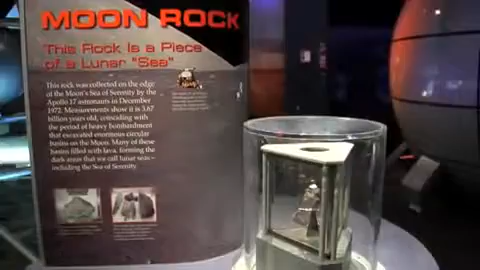 MOON ROCK
This Rock Is a Piece
of a Lunar "Sea"
This rock was collected on the edge
of the Moon's Sea of Serenity by the
Apollo 17 astronauts in December
1972. Measurements show it is 3.67
billion years old, coinciding with
the period of heavy bombardment
that excavated enormous circular
basins on the Moon. Many of these
basins filled with lava, forming the
dark areas that we call lunar seas—
including the Sea of Serenity.